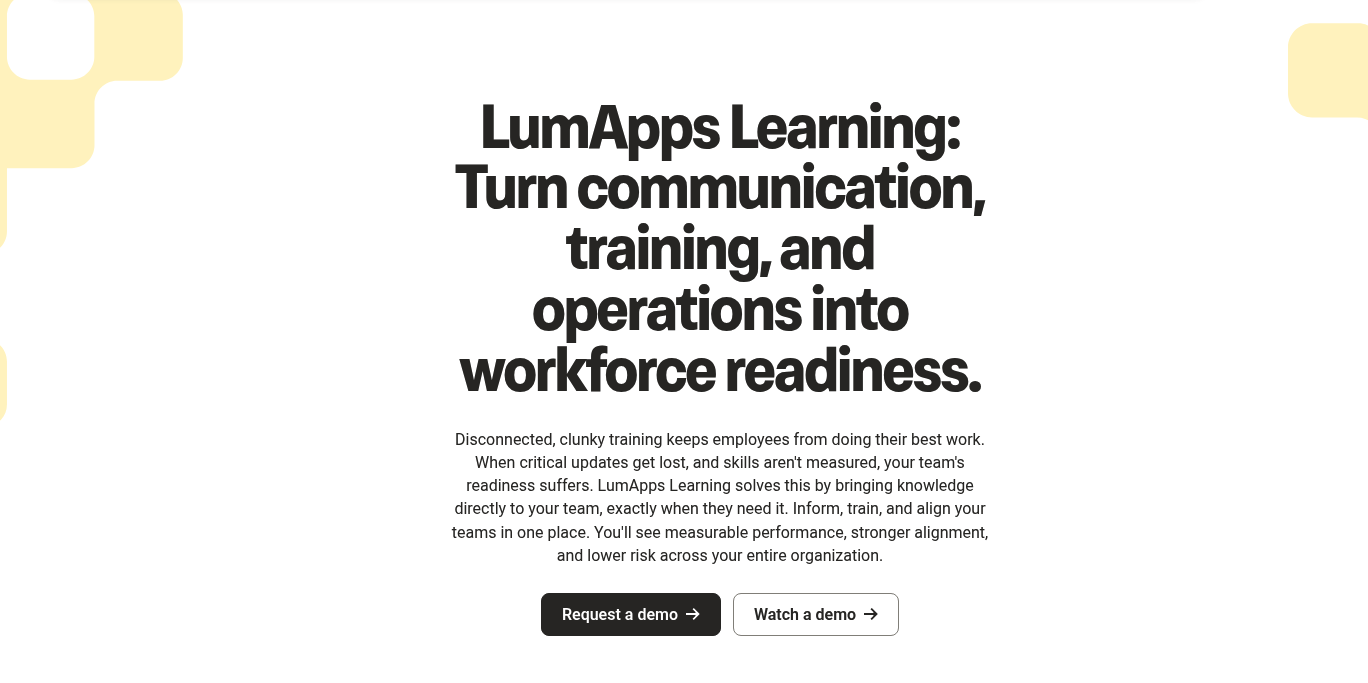 LumApps Learning:
Turn communication,
training, and
operations into
workforce readiness.
Disconnected, clunky training keeps employees from doing their best work.
When critical updates get lost, and skills aren't measured, your team's
readiness suffers. LumApps Learning solves this by bringing knowledge
directly to your team, exactly when they need it. Inform, train, and align your
teams in one place. You'll see measurable performance, stronger alignment,
and lower risk across your entire organization.
Request a demo →
Watch a demo →